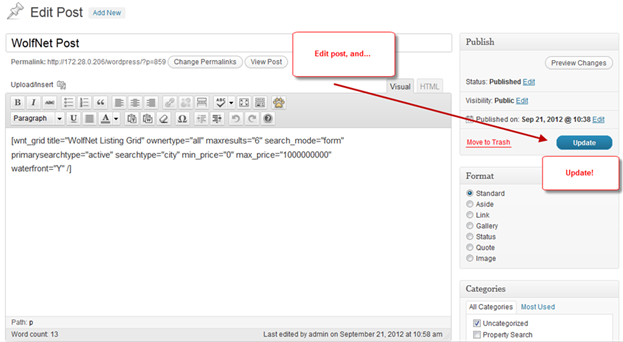 Edit Post Add New
WolfNet Post
Permalink: http://172.28.0.206/wordpress/?p=859 Change Permalinks View Post
Upload/Insert
Visual HTML
B I ABC ABC
Paragraph U A Ω
[wnt_grid title="WolfNet Listing Grid" ownertype="all" maxresults="6" search_mode="form"
primarysearchtype="active" searchtype="city" min_price="0" max_price="1000000000"
waterfront="Y" /]
Path: p
Word count: 13 Last edited by admin on September 21, 2012 at 10:58 am
Edit post, and...
Publish
Preview Changes
Status: Published Edit
Visibility: Public Edit
Published on: Sep 21, 2012 @ 10:38 Edit
Move to Trash Update
Update!
Format
Standard
Aside
Link
Gallery
Status
Quote
Image
Categories
All Categories Most Used
Uncategorized
Property Search